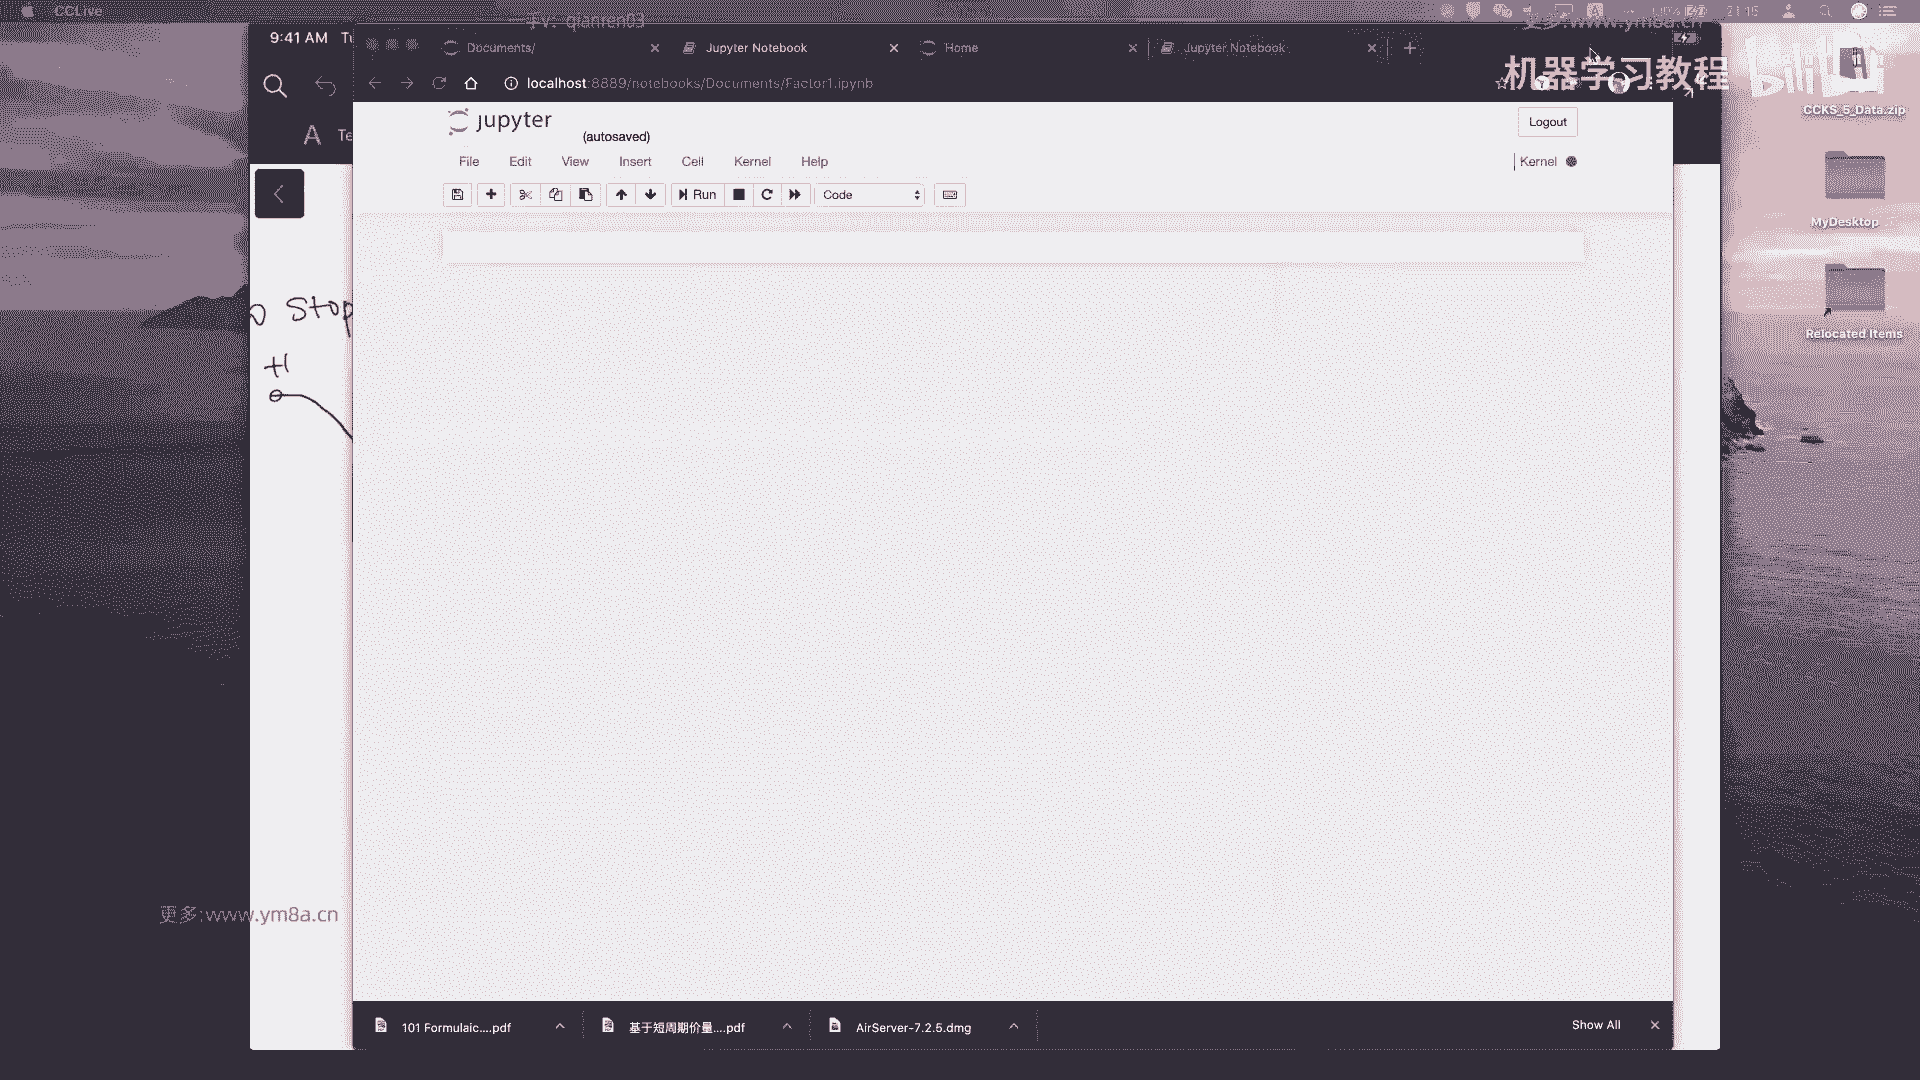 CCLive
手v: qianren03
更多:www.ym8a.cn
21:15
9:41 AM
Documents/
Jupyter Notebook
Home
Jupyter Notebook
机器学习教程
bilibili
localhost:8889/notebooks/Documents/Factor1.ipynb
CCKS_5_Data.zip
jupyter
(autosaved)
Logout
File Edit View Insert Cell Kernel Help
Kernel
Run
Code
MyDesktop
Relocated Items
Stop
+1
更多:www.ym8a.cn
101 Formulaic....pdf
基于短周期价量....pdf
AirServer-7.2.5.dmg
Show All